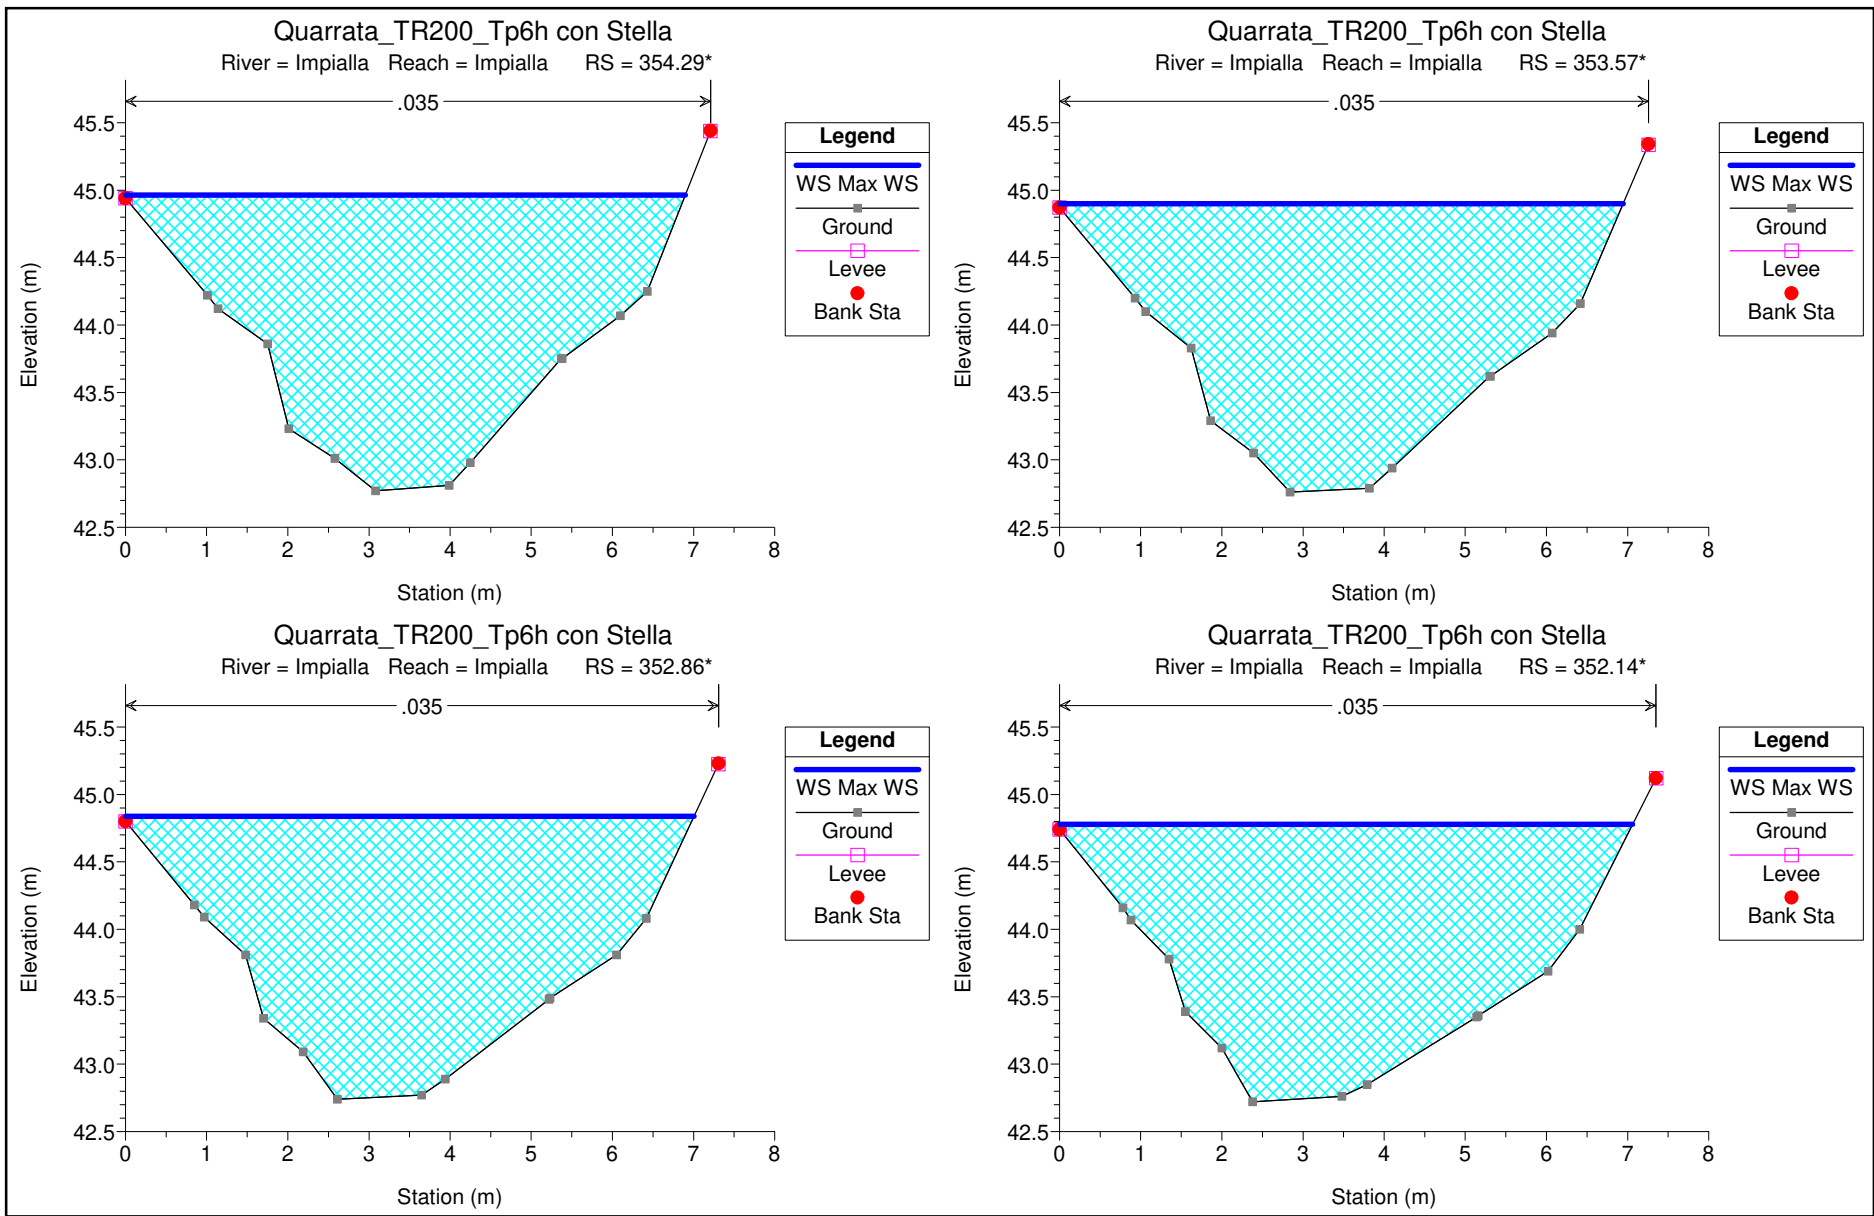 Quarrata_TR200_Tp6h con Stella
River = Impialla Reach = Impialla RS = 354.29*
.035
45.5
45.0
44.5
44.0
43.5
43.0
42.5
Elevation (m)
0 1 2 3 4 5 6 7 8
Station (m)
Legend
WS Max WS
Ground
Levee
Bank Sta
Quarrata_TR200_Tp6h con Stella
River = Impialla Reach = Impialla RS = 353.57*
.035
45.5
45.0
44.5
44.0
43.5
43.0
42.5
Elevation (m)
0 1 2 3 4 5 6 7 8
Station (m)
Legend
WS Max WS
Ground
Levee
Bank Sta
Quarrata_TR200_Tp6h con Stella
River = Impialla Reach = Impialla RS = 352.86*
.035
45.5
45.0
44.5
44.0
43.5
43.0
42.5
Elevation (m)
0 1 2 3 4 5 6 7 8
Station (m)
Legend
WS Max WS
Ground
Levee
Bank Sta
Quarrata_TR200_Tp6h con Stella
River = Impialla Reach = Impialla RS = 352.14*
.035
45.5
45.0
44.5
44.0
43.5
43.0
42.5
Elevation (m)
0 1 2 3 4 5 6 7 8
Station (m)
Legend
WS Max WS
Ground
Levee
Bank Sta